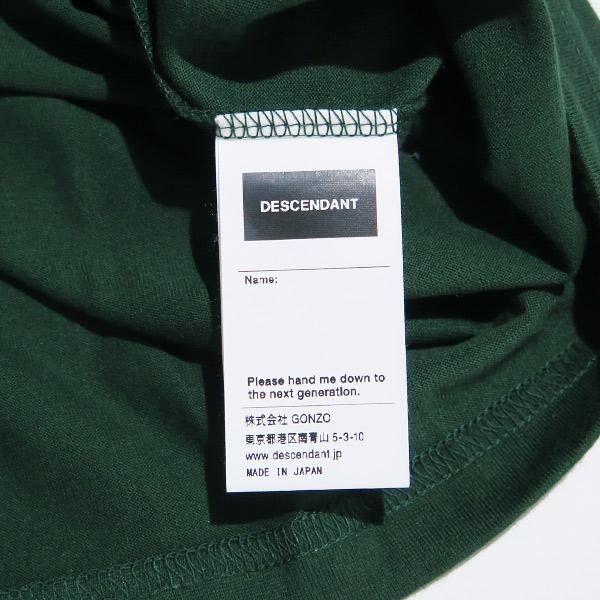 DESCENDANT
Name:
Please hand me down to
the next generation.
株式会社 GONZO
東京都港区南青山 5-3-10
www.descendant.jp
MADE IN JAPAN